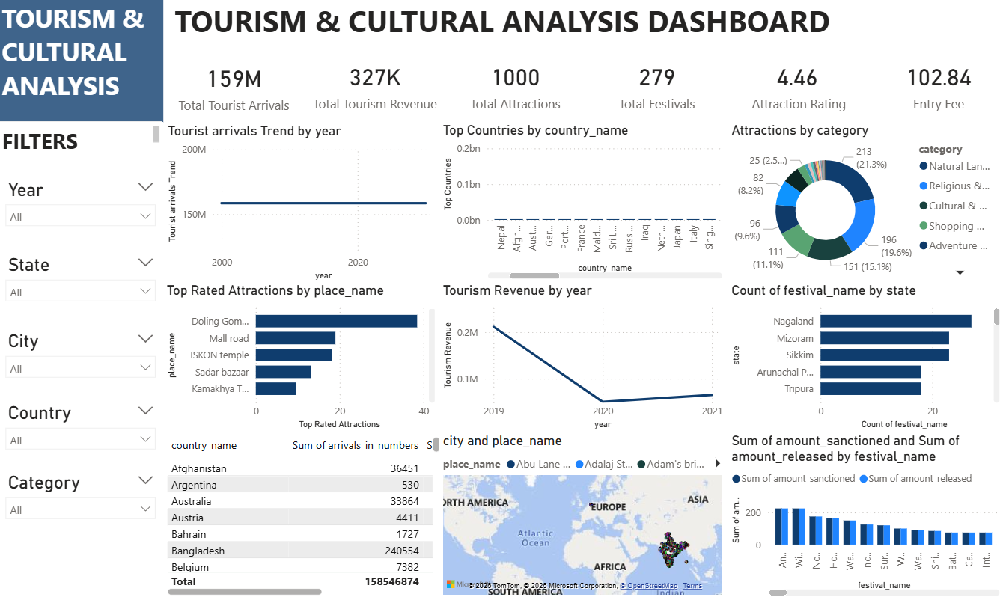 TOURISM &
CULTURAL
ANALYSIS
TOURISM & CULTURAL ANALYSIS DASHBOARD
159M
Total Tourist Arrivals
327K
Total Tourism Revenue
1000
Total Attractions
279
Total Festivals
4.46
Attraction Rating
102.84
Entry Fee
FILTERS
Year
All
State
All
City
All
Country
All
Category
All
Tourist arrivals Trend by year
Tourist arrivals Trend
200M
150M
2000
2020
year
Top Countries by country_name
Top Countries
0.2bn
0.1bn
0.0bn
Nepal
Afgh...
Aust...
Ger...
Port...
France
Mald...
Sri L...
Russi...
Iraq
Neth...
Japan
Italy
Sing...
country_name
Attractions by category
213
(21.3%)
196
(19.6%)
151 (15.1%)
111
(11.1%)
96
(9.6%)
82
(8.2%)
25 (2.5...)
category
Natural Lan...
Religious &...
Cultural & ...
Shopping ...
Adventure ...
Top Rated Attractions by place_name
place_name
Doling Gom...
Mall road
ISKON temple
Sadar bazaar
Kamakhya T...
0
20
40
Top Rated Attractions
Tourism Revenue by year
Tourism Revenue
0.2M
0.1M
2019
2020
2021
year
Count of festival_name by state
state
Nagaland
Mizoram
Sikkim
Arunachal P...
Tripura
0
20
Count of festival_name
country_name Sum of arrivals_in_numbers S
Afghanistan 36451
Argentina 530
Australia 33864
Austria 4411
Bahrain 1727
Bangladesh 240554
Belgium 7382
Total 158546874
city and place_name
place_name Abu Lane ... Adalaj St... Adam's bri...
ORTH AMERICA
EUROPE
ASIA
Atlantic
Ocean
AFRICA
SOUTH AMERICA
Indian
© 2026 TomTom, © 2026 Microsoft Corporation, © OpenStreetMap Terms
Sum of amount_sanctioned and Sum of
amount_released by festival_name
Sum of amount_sanctioned Sum of amount_released
Sum of am...
200
0
An...
Wi...
No...
Ho...
Wa...
Ind...
Sur...
W...
Wa...
Shi...
Bat...
Ca...
Int...
festival_name